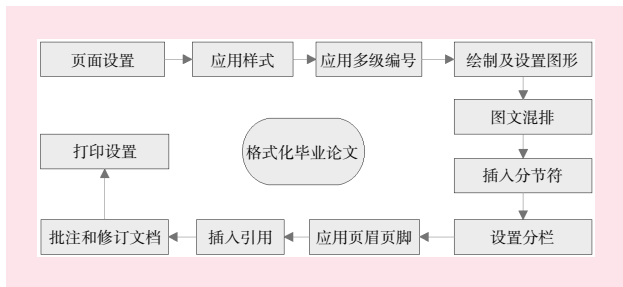 页面设置
应用样式
应用多级编号
绘制及设置图形
图文混排
插入分节符
设置分栏
应用页眉页脚
插入引用
批注和修订文档
打印设置
格式化毕业论文